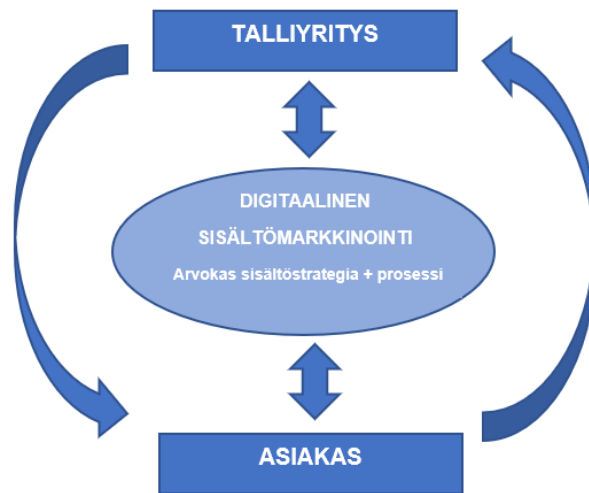 TALLIYRITYS
DIGITAALINEN
SISÄLTÖMARKKINOINTI
Arvokas sisältöstrategia + prosessi
ASIAKAS